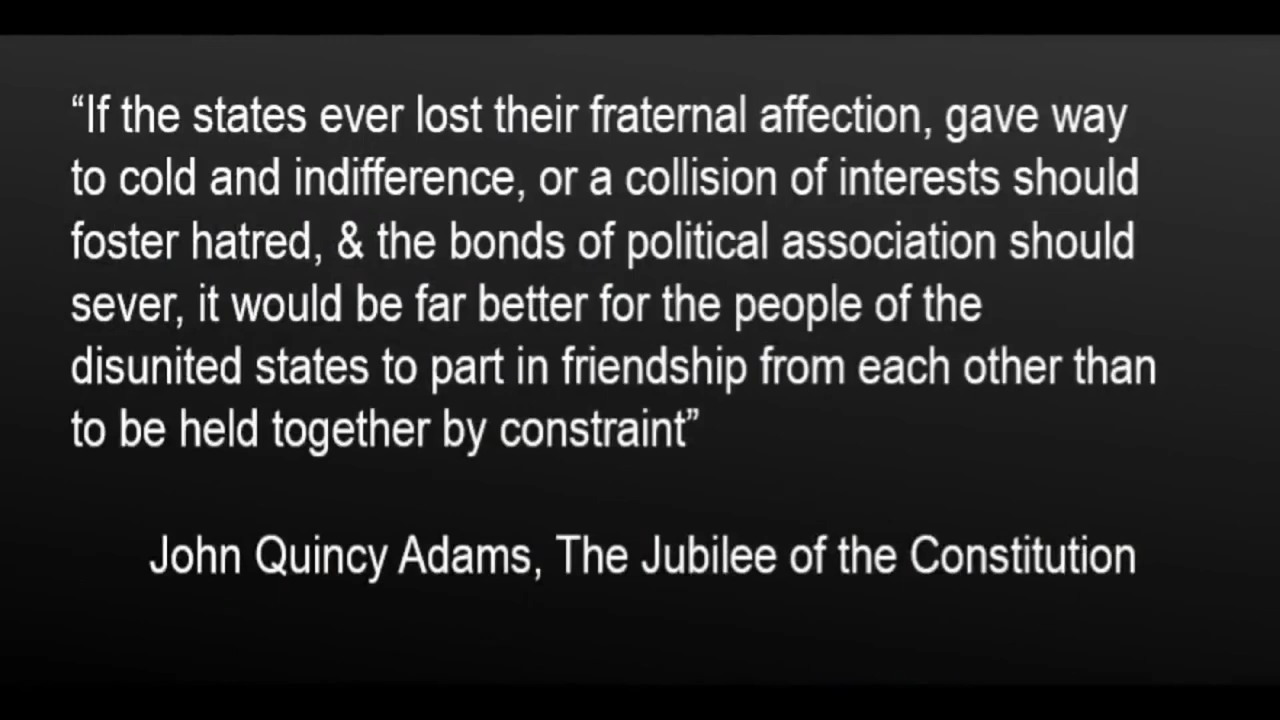 “If the states ever lost their fraternal affection, gave way
to cold and indifference, or a collision of interests should
foster hatred, & the bonds of political association should
sever, it would be far better for the people of the
disunited states to part in friendship from each other than
to be held together by constraint”
John Quincy Adams, The Jubilee of the Constitution